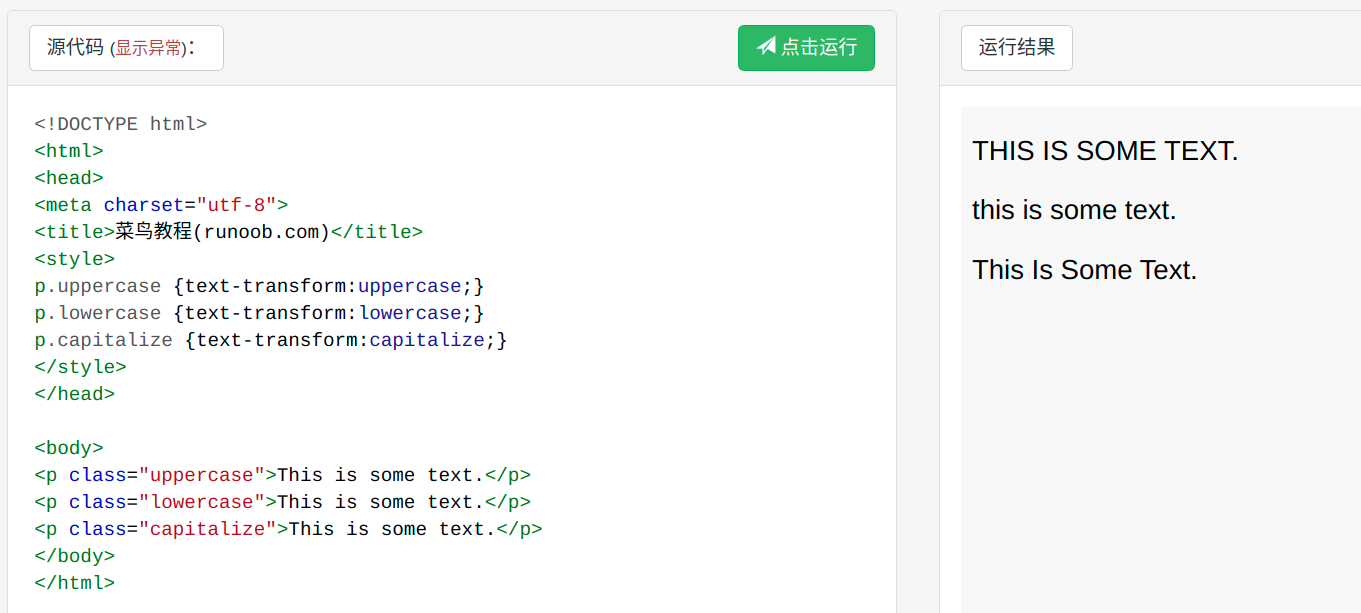 源代码 (显示异常)：
点击运行
<!DOCTYPE html>
<html>
<head>
<meta charset="utf-8">
<title>菜鸟教程(runoob.com)</title>
<style>
p.uppercase {text-transform:uppercase;}
p.lowercase {text-transform:lowercase;}
p.capitalize {text-transform:capitalize;}
</style>
</head>

<body>
<p class="uppercase">This is some text.</p>
<p class="lowercase">This is some text.</p>
<p class="capitalize">This is some text.</p>
</body>
</html>
运行结果
THIS IS SOME TEXT.
this is some text.
This Is Some Text.